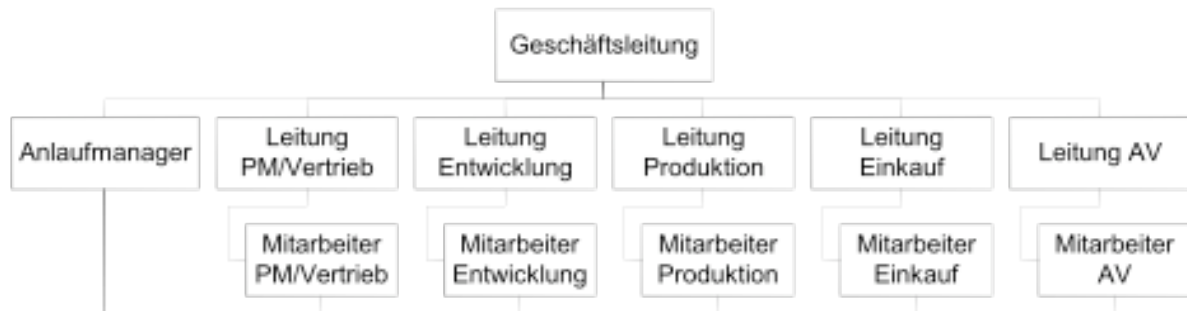 Geschäftsleitung
Anlaufmanager
Leitung
PM/Vertrieb
Leitung
Entwicklung
Leitung
Produktion
Leitung
Einkauf
Leitung AV
Mitarbeiter
PM/Vertrieb
Mitarbeiter
Entwicklung
Mitarbeiter
Produktion
Mitarbeiter
Einkauf
Mitarbeiter
AV